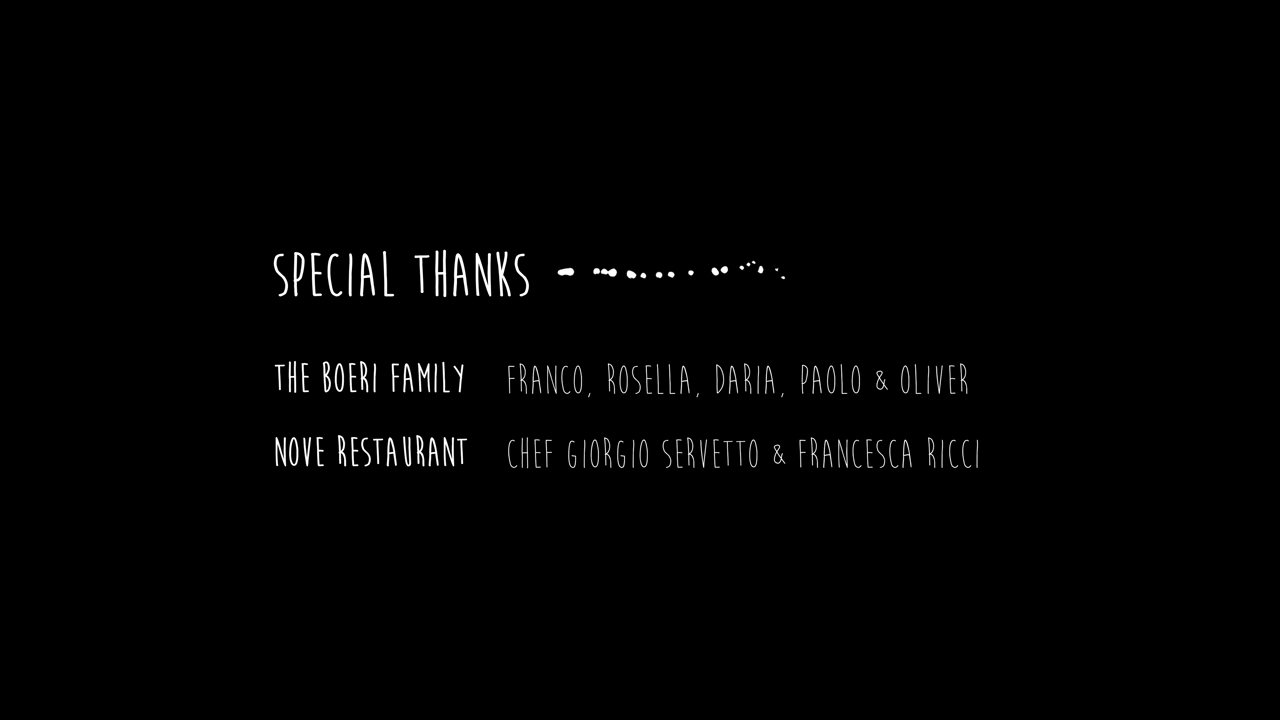 SPECIAL THANKS
THE BOERI FAMILY FRANCO, ROSELLA, DARIA, PAOLO & OLIVER
NOVE RESTAURANT CHEF GIORGIO SERVETTO & FRANCESCA RICCI